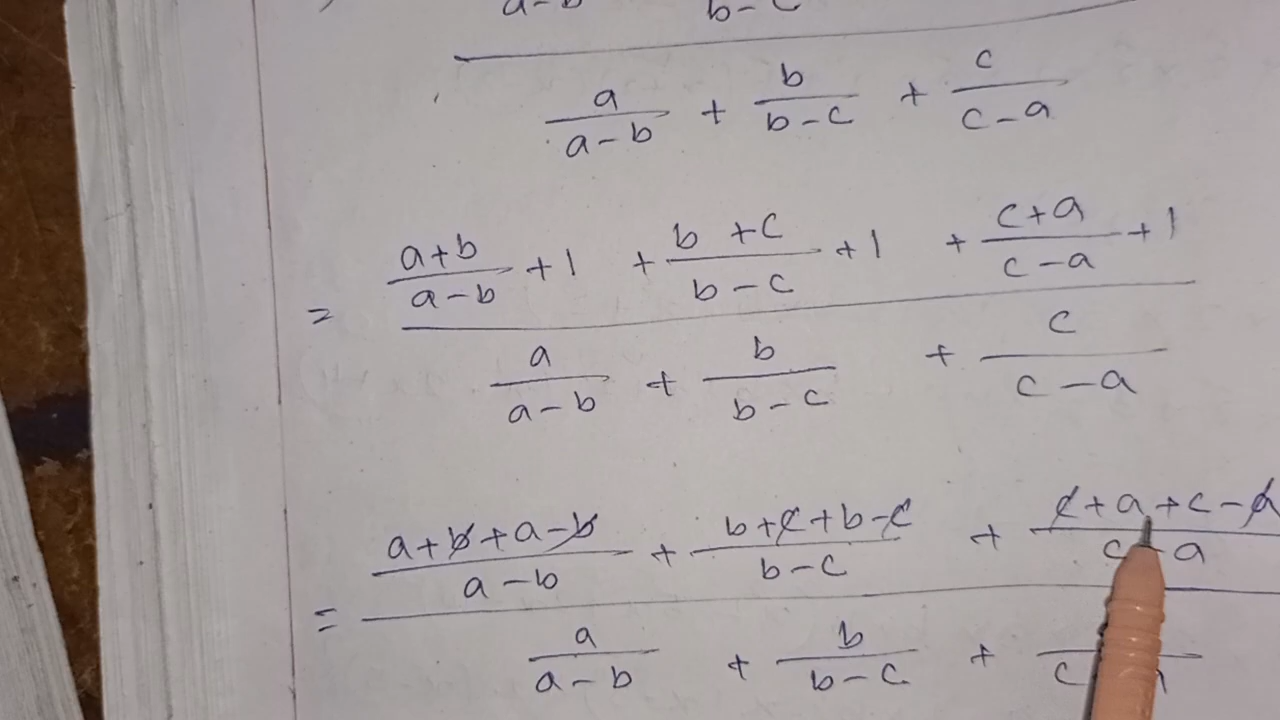 a-b b-c
a/(a-b) + b/(b-c) + c/(c-a)
= (a+b)/(a-b) + 1 + (b+c)/(b-c) + 1 + (c+a)/(c-a) + 1
a/(a-b) + b/(b-c) + c/(c-a)
= (a+b+a-b)/(a-b) + (b+c+b-c)/(b-c) + (c+a+c-a)/(c-a)
a/(a-b) + b/(b-c) +